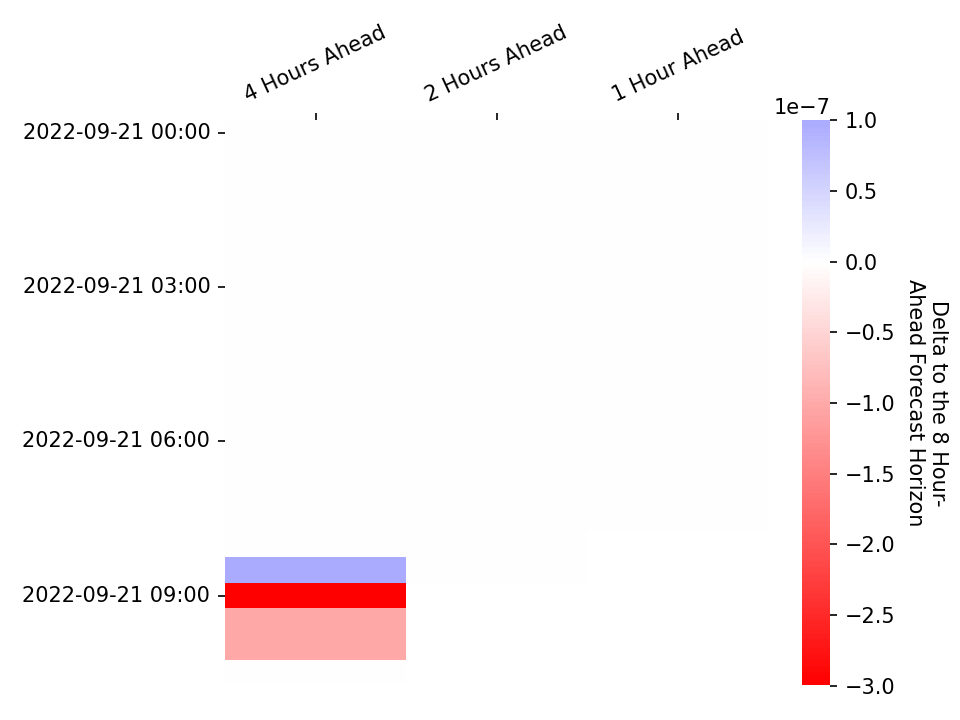 4 Hours Ahead
2 Hours Ahead
1 Hour Ahead
1e−7
2022-09-21 00:00
2022-09-21 03:00
2022-09-21 06:00
2022-09-21 09:00
1.0
0.5
0.0
−0.5
−1.0
−1.5
−2.0
−2.5
−3.0
Delta to the 8 Hour-
Ahead Forecast Horizon